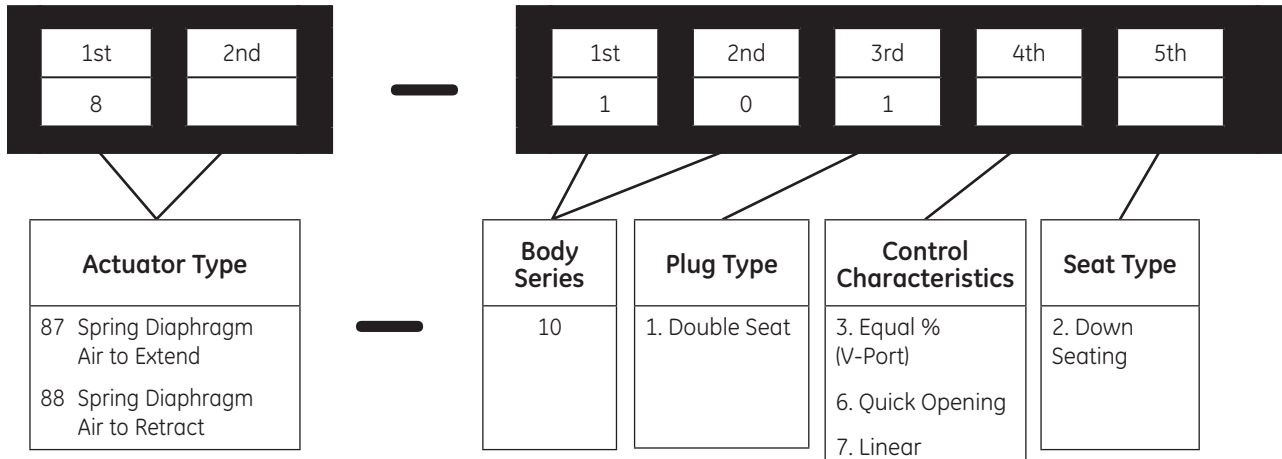 1st 2nd 1st 2nd 3rd 4th 5th
8 1 0 1
Actuator Type
87 Spring Diaphragm
Air to Extend
88 Spring Diaphragm
Air to Retract
Body
Series
10
Plug Type
1. Double Seat
Control
Characteristics
3. Equal %
(V-Port)
6. Quick Opening
7. Linear
Seat Type
2. Down
Seating